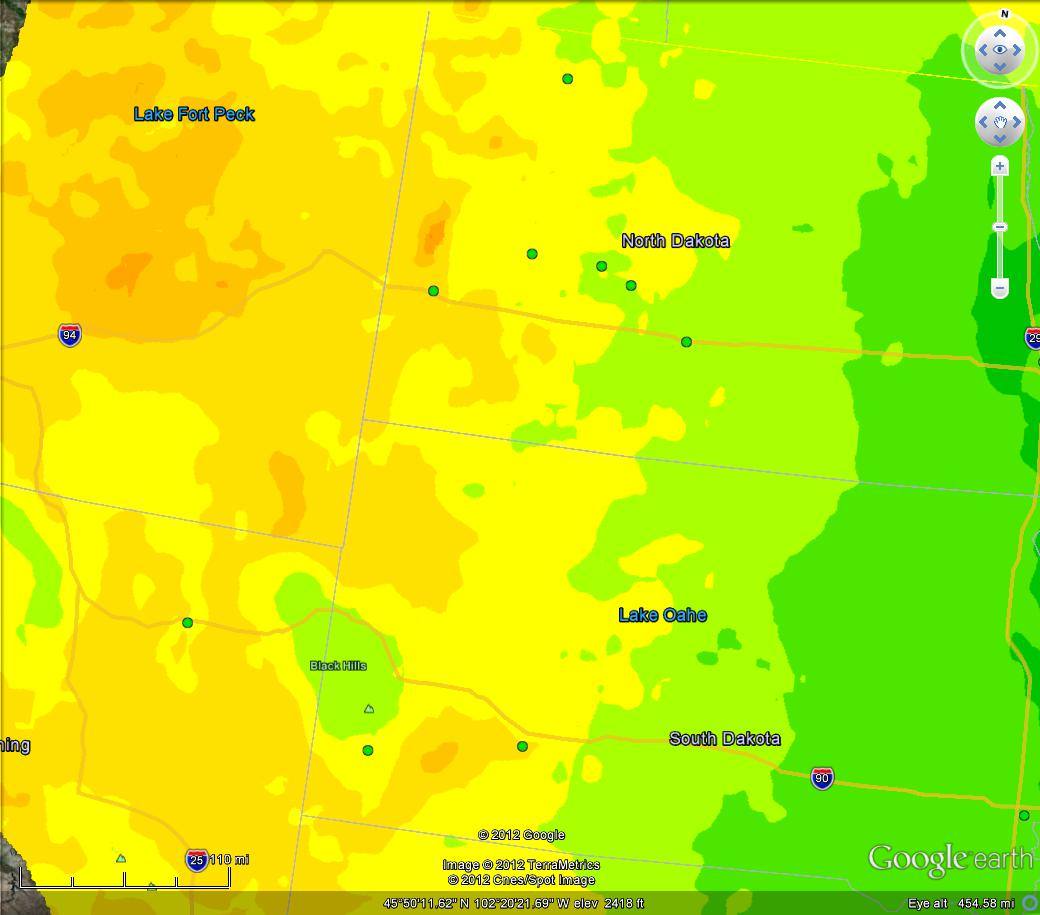 N
Lake Fort Peck
North Dakota
94
29
Lake Oahe
Black Hills
ning
South Dakota
90
© 2012 Google
25
110 mi
Image © 2012 TerraMetrics
© 2012 Cnes/Spot Image
Google earth
45°50'11.62" N 102°20'21.69" W elev 2418 ft
Eye alt 454.58 mi